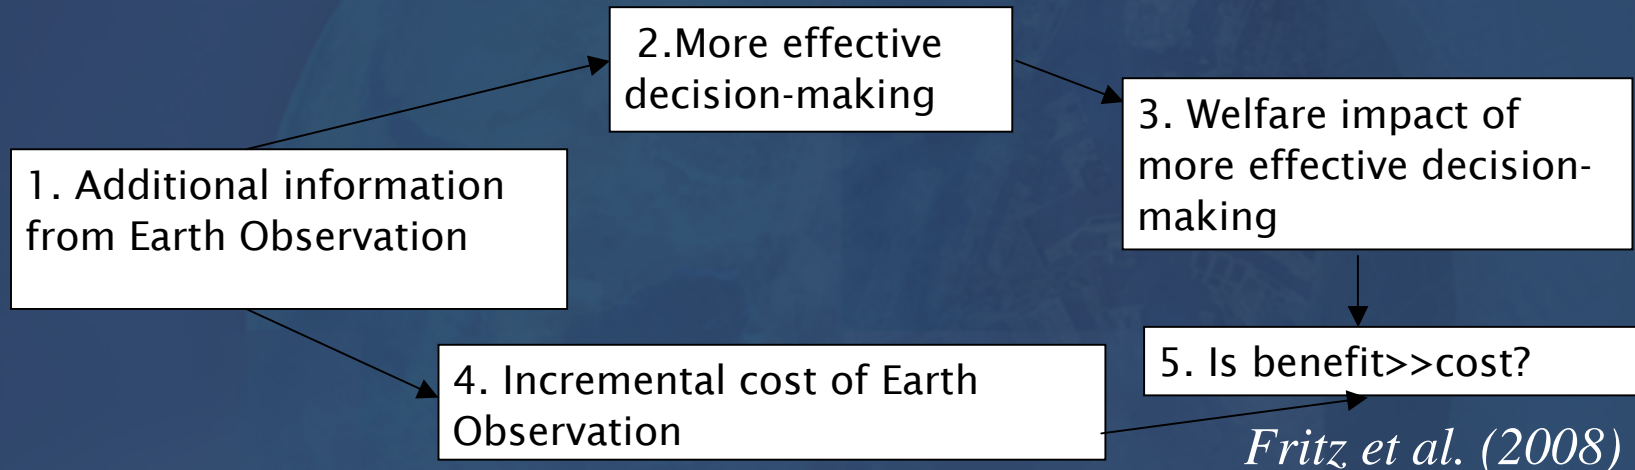 1. Additional information
from Earth Observation
2.More effective
decision-making
3. Welfare impact of
more effective decision-
making
4. Incremental cost of Earth
Observation
5. Is benefit>>cost?
Fritz et al. (2008)